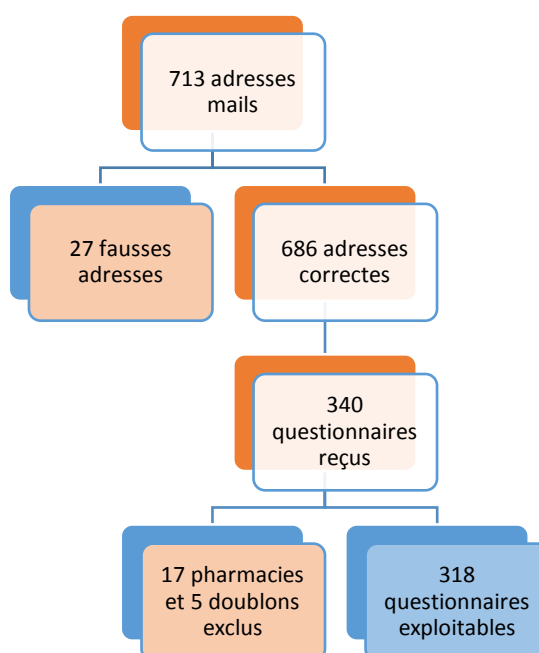 713 adresses
mails
27 fausses
adresses
686 adresses
correctes
340
questionnaires
reçus
17 pharmacies
et 5 doublons
exclus
318
questionnaires
exploitables